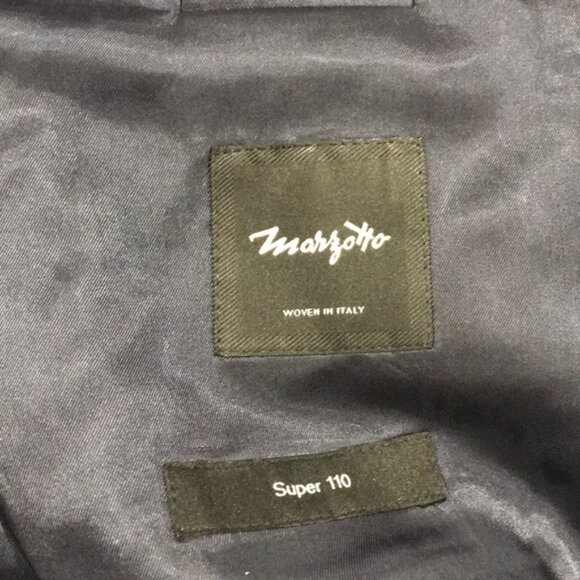 Marzotto
WOVEN IN ITALY
Super 110